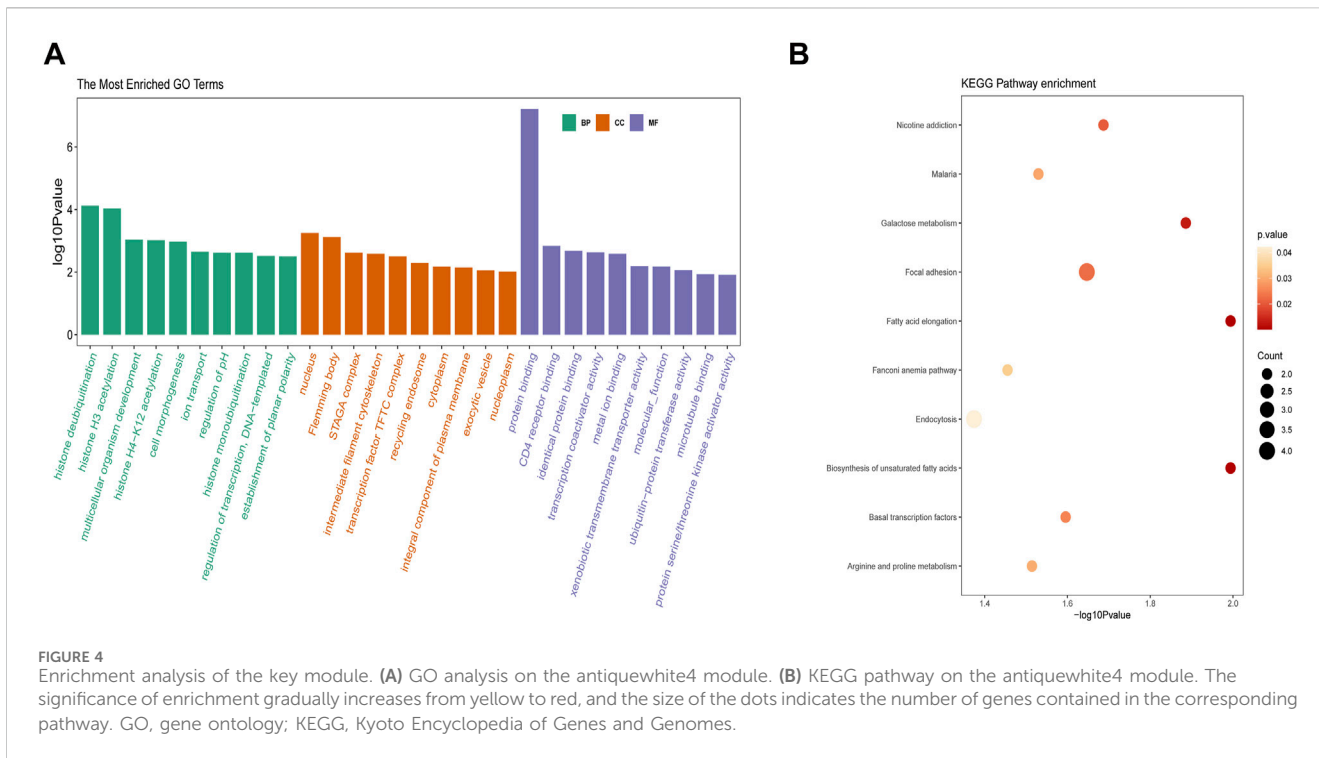 A
The Most Enriched GO Terms
BP CC MF
log10Pvalue
6
4
2
0
histone deubiquitination
histone H3 acetylation
multicellular organism development
histone H4−K12 acetylation
cell morphogenesis
ion transport
regulation of pH
histone monoubiquitination
regulation of transcription, DNA−templated
establishment of planar polarity
nucleus
Flemming body
STAGA complex
intermediate filament cytoskeleton
transcription factor TFTC complex
recycling endosome
cytoplasm
integral component of plasma membrane
exocytic vesicle
nucleoplasm
protein binding
CD4 receptor binding
identical protein binding
transcription coactivator activity
metal ion binding
xenobiotic transmembrane transporter activity
molecular_function
ubiquitin−protein transferase activity
microtubule binding
protein serine/threonine kinase activator activity
B
KEGG Pathway enrichment
Nicotine addiction
Malaria
Galactose metabolism
Focal adhesion
Fatty acid elongation
Fanconi anemia pathway
Endocytosis
Biosynthesis of unsaturated fatty acids
Basal transcription factors
Arginine and proline metabolism
1.4 1.6 1.8 2.0
−log10Pvalue
p.value
0.04
0.03
0.02
Count
2.0
2.5
3.0
3.5
4.0
FIGURE 4
Enrichment analysis of the key module. (A) GO analysis on the antiquewhite4 module. (B) KEGG pathway on the antiquewhite4 module. The
significance of enrichment gradually increases from yellow to red, and the size of the dots indicates the number of genes contained in the corresponding
pathway. GO, gene ontology; KEGG, Kyoto Encyclopedia of Genes and Genomes.